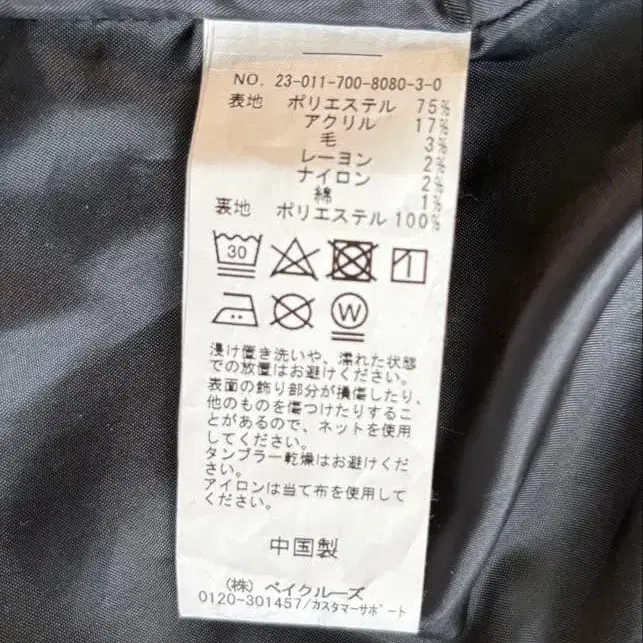 NO. 23-011-700-8080-3-0
表地 ポリエステル 75%
アクリル 17%
毛 3%
レーヨン 2%
ナイロン 2%
綿 1%
裏地 ポリエステル 100%
30
W
浸け置き洗いや、濡れた状態
での放置はお避けください。
表面の飾り部分が損傷したり、
他のものを傷つけたりするこ
とがあるので、ネットを使用
してください。
タンブラー乾燥はお避けくだ
さい。
アイロンは当て布を使用して
ください。
中国製
(株) ベイクルーズ
0120-301457/カスタマーサポート